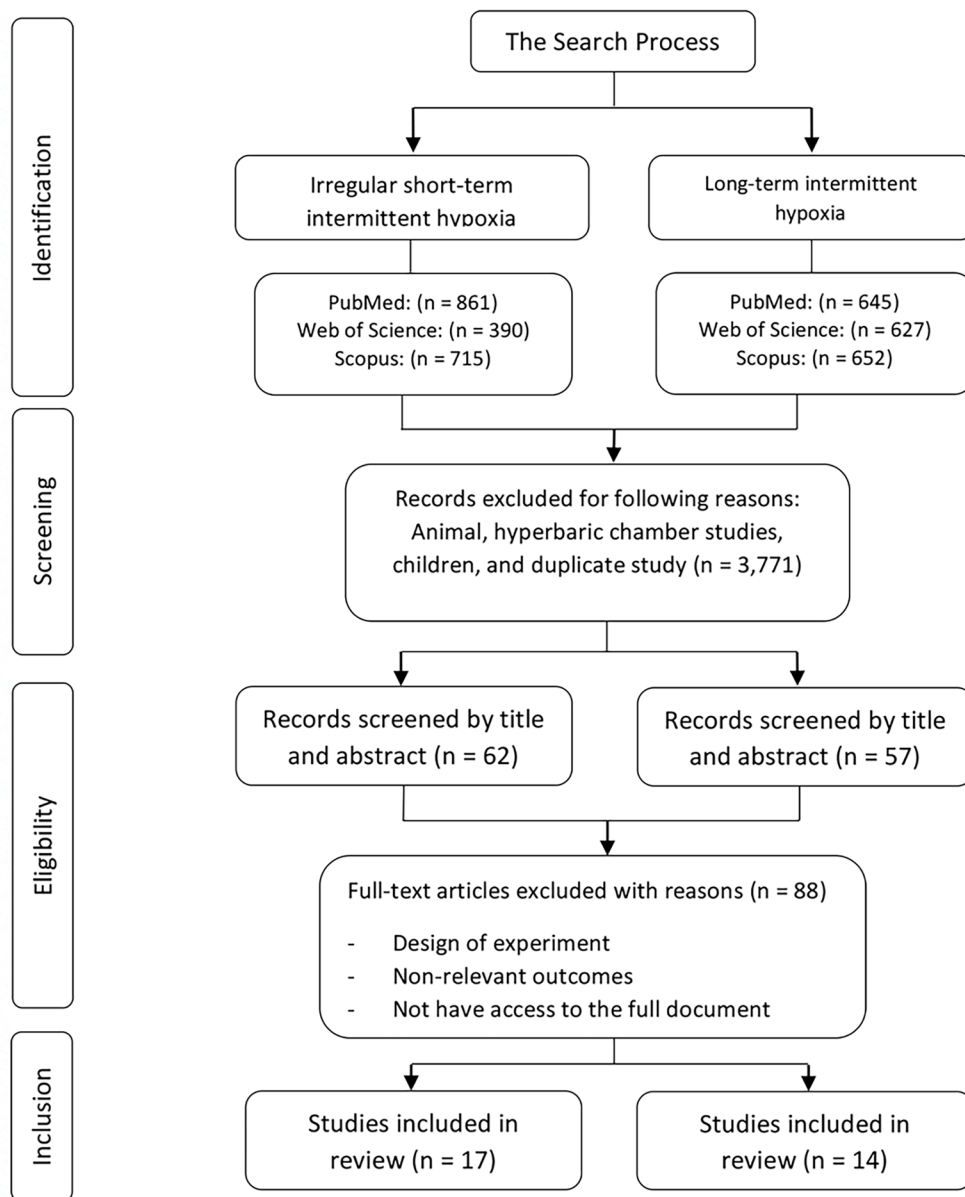 The Search Process
Identification
Irregular short-term
intermittent hypoxia
Long-term intermittent
hypoxia
PubMed: (n = 861)
Web of Science: (n = 390)
Scopus: (n = 715)
PubMed: (n = 645)
Web of Science: (n = 627)
Scopus: (n = 652)
Screening
Records excluded for following reasons:
Animal, hyperbaric chamber studies,
children, and duplicate study (n = 3,771)
Eligibility
Records screened by title
and abstract (n = 62)
Records screened by title
and abstract (n = 57)
Full-text articles excluded with reasons (n = 88)
- Design of experiment
- Non-relevant outcomes
- Not have access to the full document
Inclusion
Studies included in
review (n = 17)
Studies included in
review (n = 14)